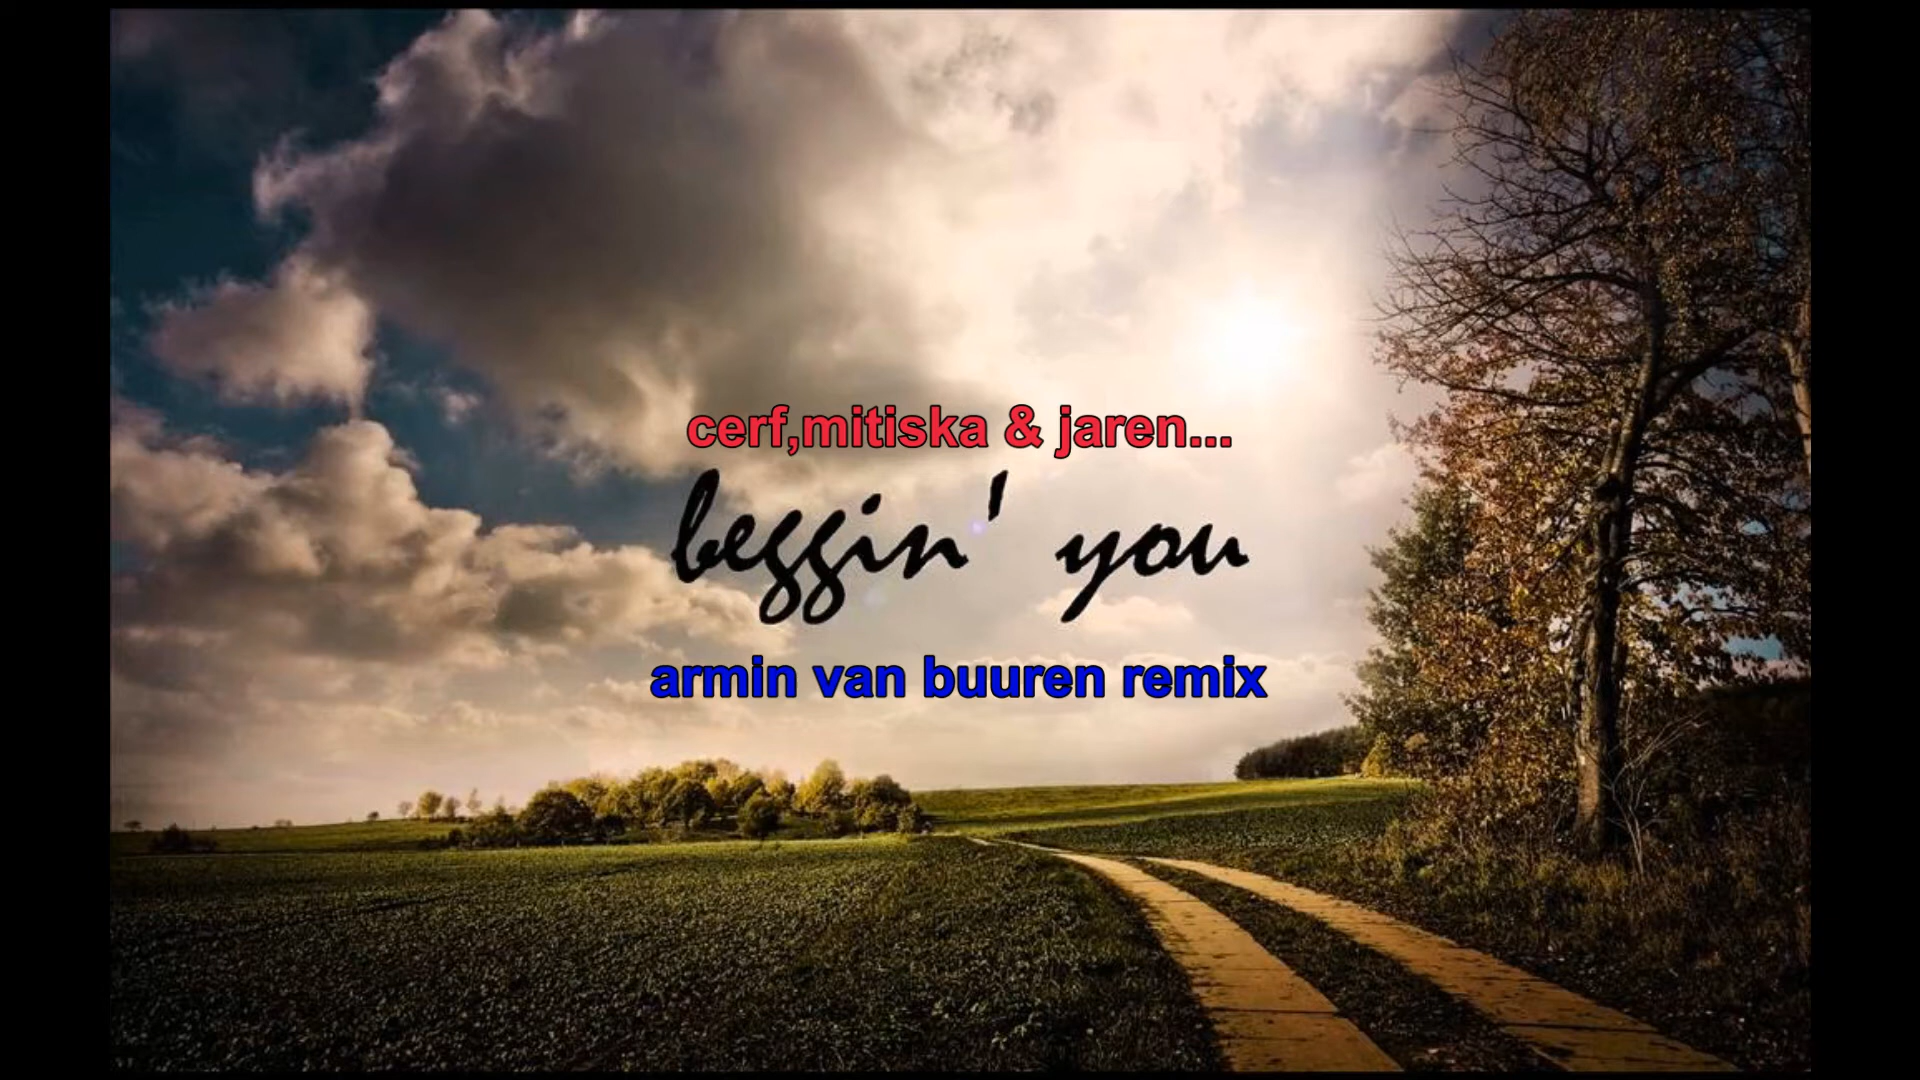 cerf,mitiska & jaren...
beggin' you
armin van buuren remix